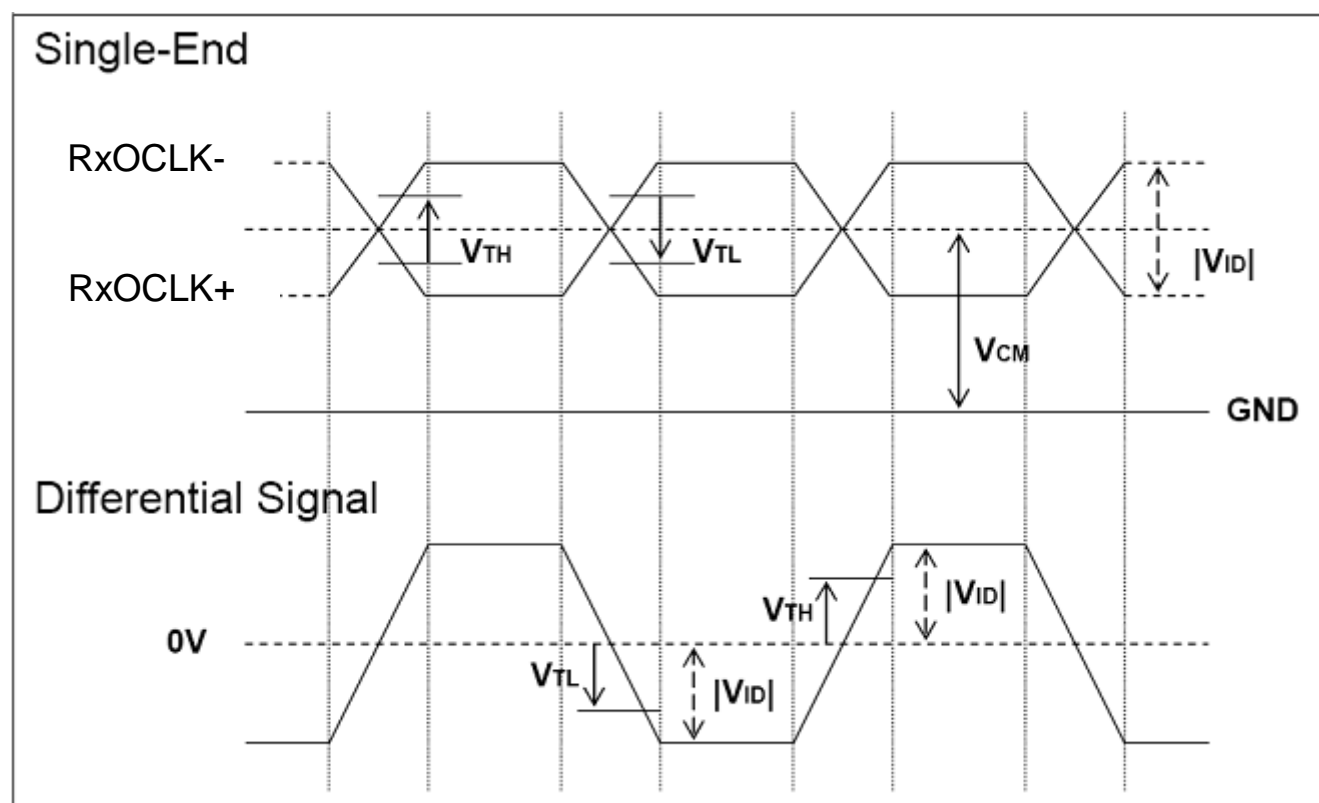 Single-End
RxOCLK-
VTH
VTL
|VID|
RxOCLK+
VCM
GND
Differential Signal
VTH
|VID|
0V
VTL
|VID|